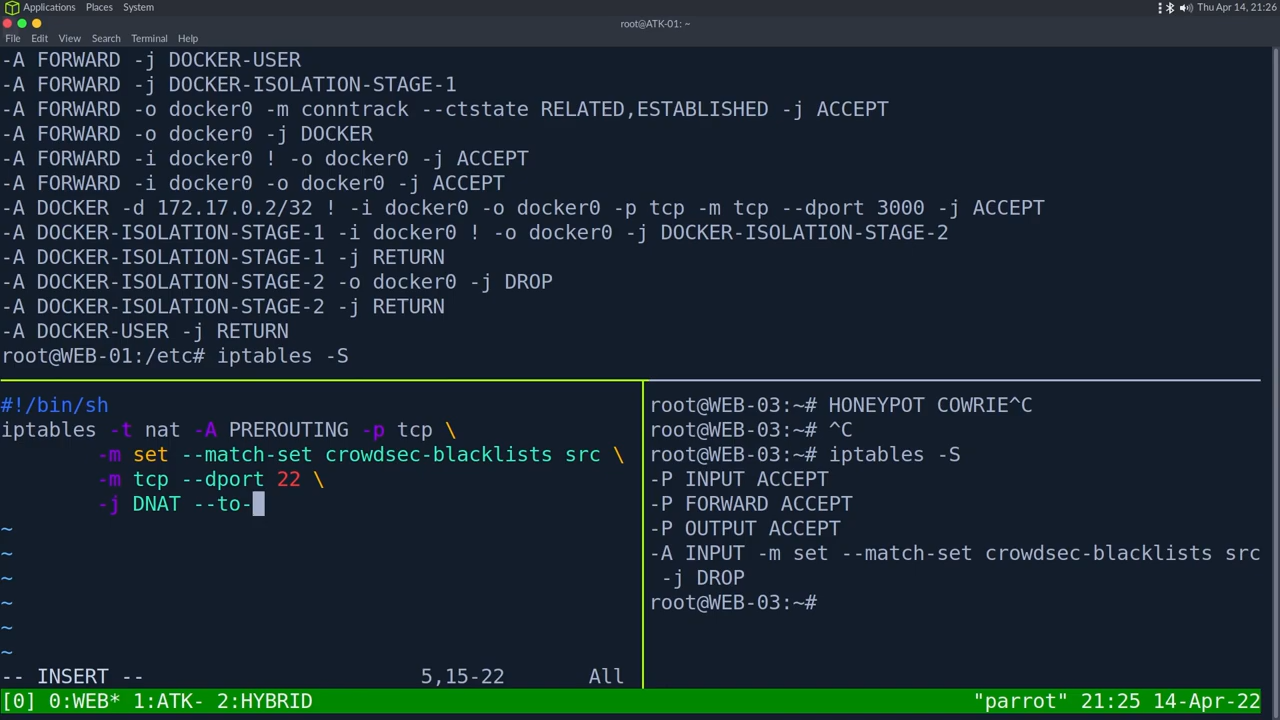 Applications Places System
Thu Apr 14, 21:26
root@ATK-01: ~
File Edit View Search Terminal Help
-A FORWARD -j DOCKER-USER
-A FORWARD -j DOCKER-ISOLATION-STAGE-1
-A FORWARD -o docker0 -m conntrack --ctstate RELATED,ESTABLISHED -j ACCEPT
-A FORWARD -o docker0 -j DOCKER
-A FORWARD -i docker0 ! -o docker0 -j ACCEPT
-A FORWARD -i docker0 -o docker0 -j ACCEPT
-A DOCKER -d 172.17.0.2/32 ! -i docker0 -o docker0 -p tcp -m tcp --dport 3000 -j ACCEPT
-A DOCKER-ISOLATION-STAGE-1 -i docker0 ! -o docker0 -j DOCKER-ISOLATION-STAGE-2
-A DOCKER-ISOLATION-STAGE-1 -j RETURN
-A DOCKER-ISOLATION-STAGE-2 -o docker0 -j DROP
-A DOCKER-ISOLATION-STAGE-2 -j RETURN
-A DOCKER-USER -j RETURN
root@WEB-01:/etc# iptables -S
#!/bin/sh
iptables -t nat -A PREROUTING -p tcp \
-m set --match-set crowdsec-blacklists src \
-m tcp --dport 22 \
-j DNAT --to-
~
~
~
~
~
~
-- INSERT -- 5,15-22 All
root@WEB-03:~# HONEYPOT COWRIE^C
root@WEB-03:~# ^C
root@WEB-03:~# iptables -S
-P INPUT ACCEPT
-P FORWARD ACCEPT
-P OUTPUT ACCEPT
-A INPUT -m set --match-set crowdsec-blacklists src
-j DROP
root@WEB-03:~#
[0] 0:WEB* 1:ATK- 2:HYBRID "parrot" 21:25 14-Apr-22